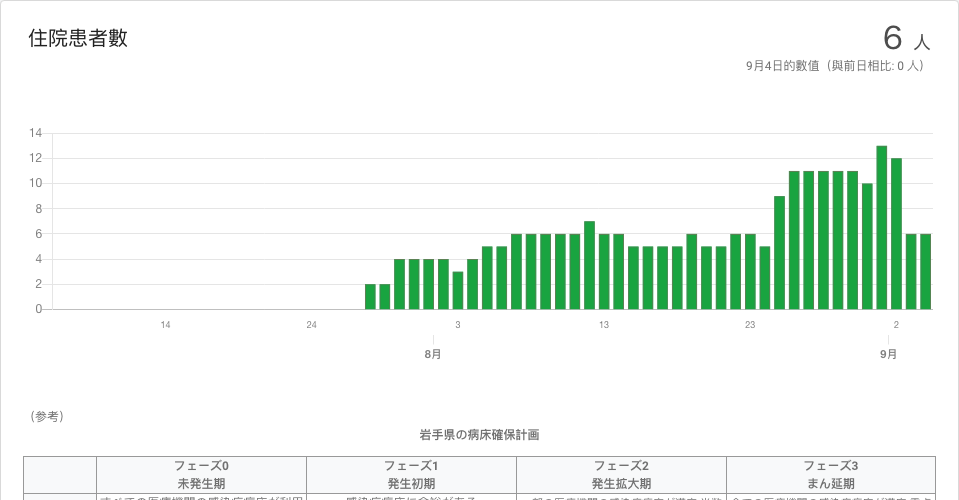 住院患者數
6 人
9月4日的數值（與前日相比: 0 人）
14
12
10
8
6
4
2
0
14 24 3 13 23 2
8月 9月
（参考）
岩手県の病床確保計画
フェーズ0 フェーズ1 フェーズ2 フェーズ3
未発生期 発生初期 発生拡大期 まん延期